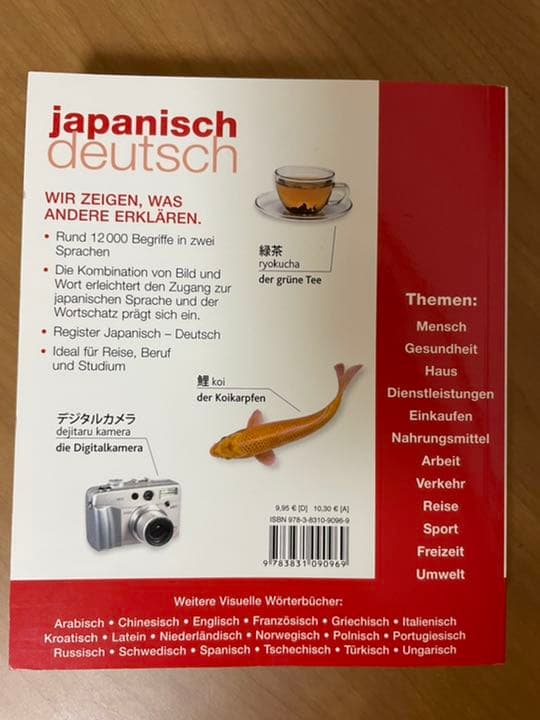 japanisch
deutsch
WIR ZEIGEN, WAS
ANDERE ERKLÄREN.
• Rund 12 000 Begriffe in zwei
Sprachen
• Die Kombination von Bild und
Wort erleichtert den Zugang zur
japanischen Sprache und der
Wortschatz prägt sich ein.
• Register Japanisch – Deutsch
• Ideal für Reise, Beruf
und Studium
緑茶
ryokucha
der grüne Tee
鯉 koi
der Koikarpfen
デジタルカメラ
dejitaru kamera
die Digitalkamera
9,95 € [D] 10,30 € [A]
ISBN 978-3-8310-9096-9
9 783831 090969
Themen:
Mensch
Gesundheit
Haus
Dienstleistungen
Einkaufen
Nahrungsmittel
Arbeit
Verkehr
Reise
Sport
Freizeit
Umwelt
Weitere Visuelle Wörterbücher:
Arabisch • Chinesisch • Englisch • Französisch • Griechisch • Italienisch
Kroatisch • Latein • Niederländisch • Norwegisch • Polnisch • Portugiesisch
Russisch • Schwedisch • Spanisch • Tschechisch • Türkisch • Ungarisch